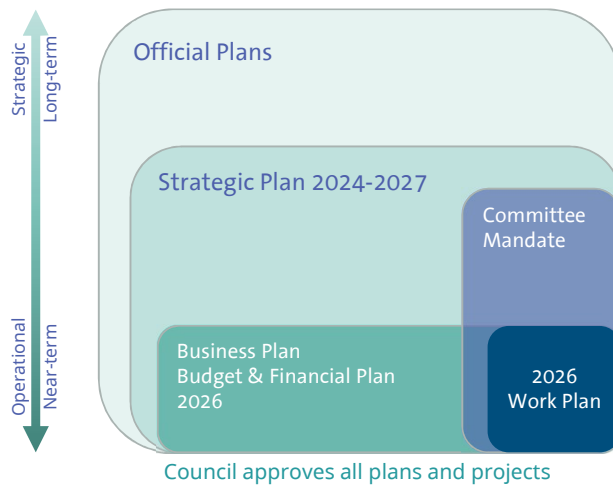 Strategic
Long-term
Official Plans
Strategic Plan 2024-2027
Committee
Mandate
Operational
Near-term
Business Plan
Budget & Financial Plan
2026
2026
Work Plan
Council approves all plans and projects